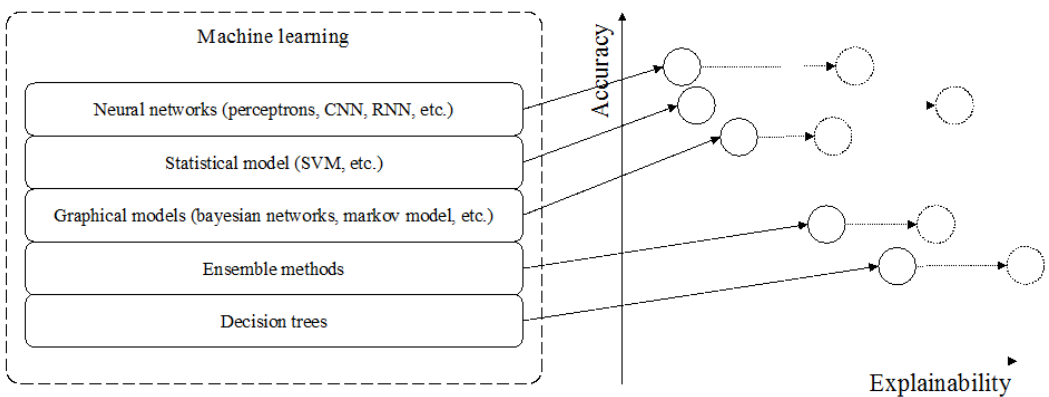 Machine learning
Neural networks (perceptrons, CNN, RNN, etc.)
Statistical model (SVM, etc.)
Graphical models (bayesian networks, markov model, etc.)
Ensemble methods
Decision trees
Accuracy
Explainability